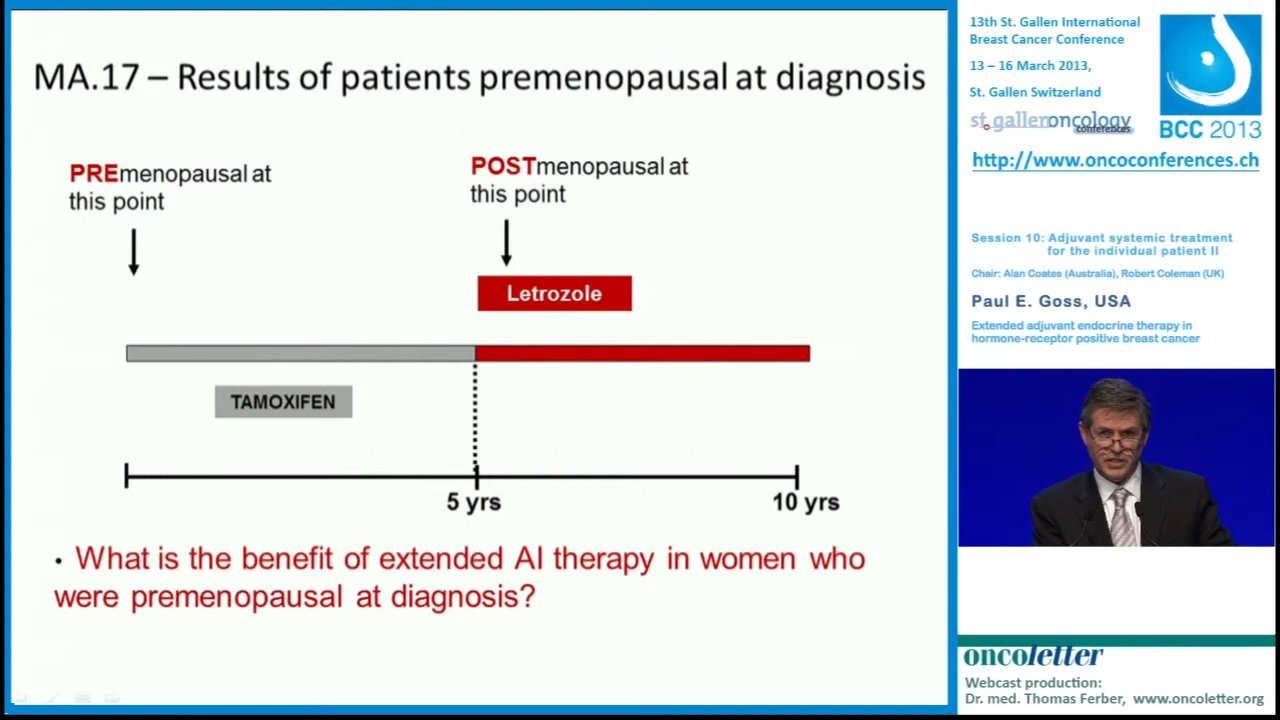 MA.17 – Results of patients premenopausal at diagnosis
PREmenopausal at
this point
POSTmenopausal at
this point
Letrozole
TAMOXIFEN
5 yrs
10 yrs
• What is the benefit of extended AI therapy in women who
were premenopausal at diagnosis?
13th St. Gallen International
Breast Cancer Conference
13 – 16 March 2013,
St. Gallen Switzerland
st.gallenoncology
conferences
BCC 2013
http://www.oncoconferences.ch
Session 10: Adjuvant systemic treatment
for the individual patient II
Chair: Alan Coates (Australia), Robert Coleman (UK)
Paul E. Goss, USA
Extended adjuvant endocrine therapy in
hormone-receptor positive breast cancer
oncoletter
Webcast production:
Dr. med. Thomas Ferber, www.oncoletter.org